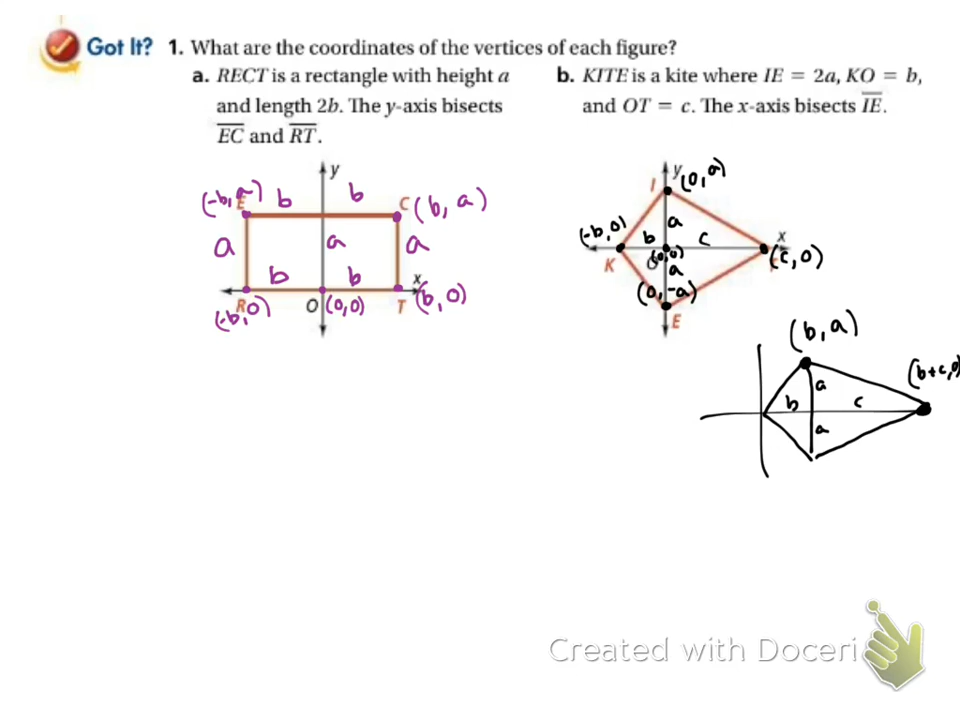 Got It? 1. What are the coordinates of the vertices of each figure?
a. RECT is a rectangle with height a
and length 2b. The y-axis bisects
EC and RT.
b. KITE is a kite where IE = 2a, KO = b,
and OT = c. The x-axis bisects IE.
y
(-b, a) b b C (b, a)
E
a a a
b b x
(-b, 0) R O (0,0) T (b, 0)
y (0, a)
I
(-b, 0) a x
b c
K O (0,0) (c, 0)
a
(0, -a)
E
(b, a)
(b+c, 0)
a
b c
a
Created with Doceri